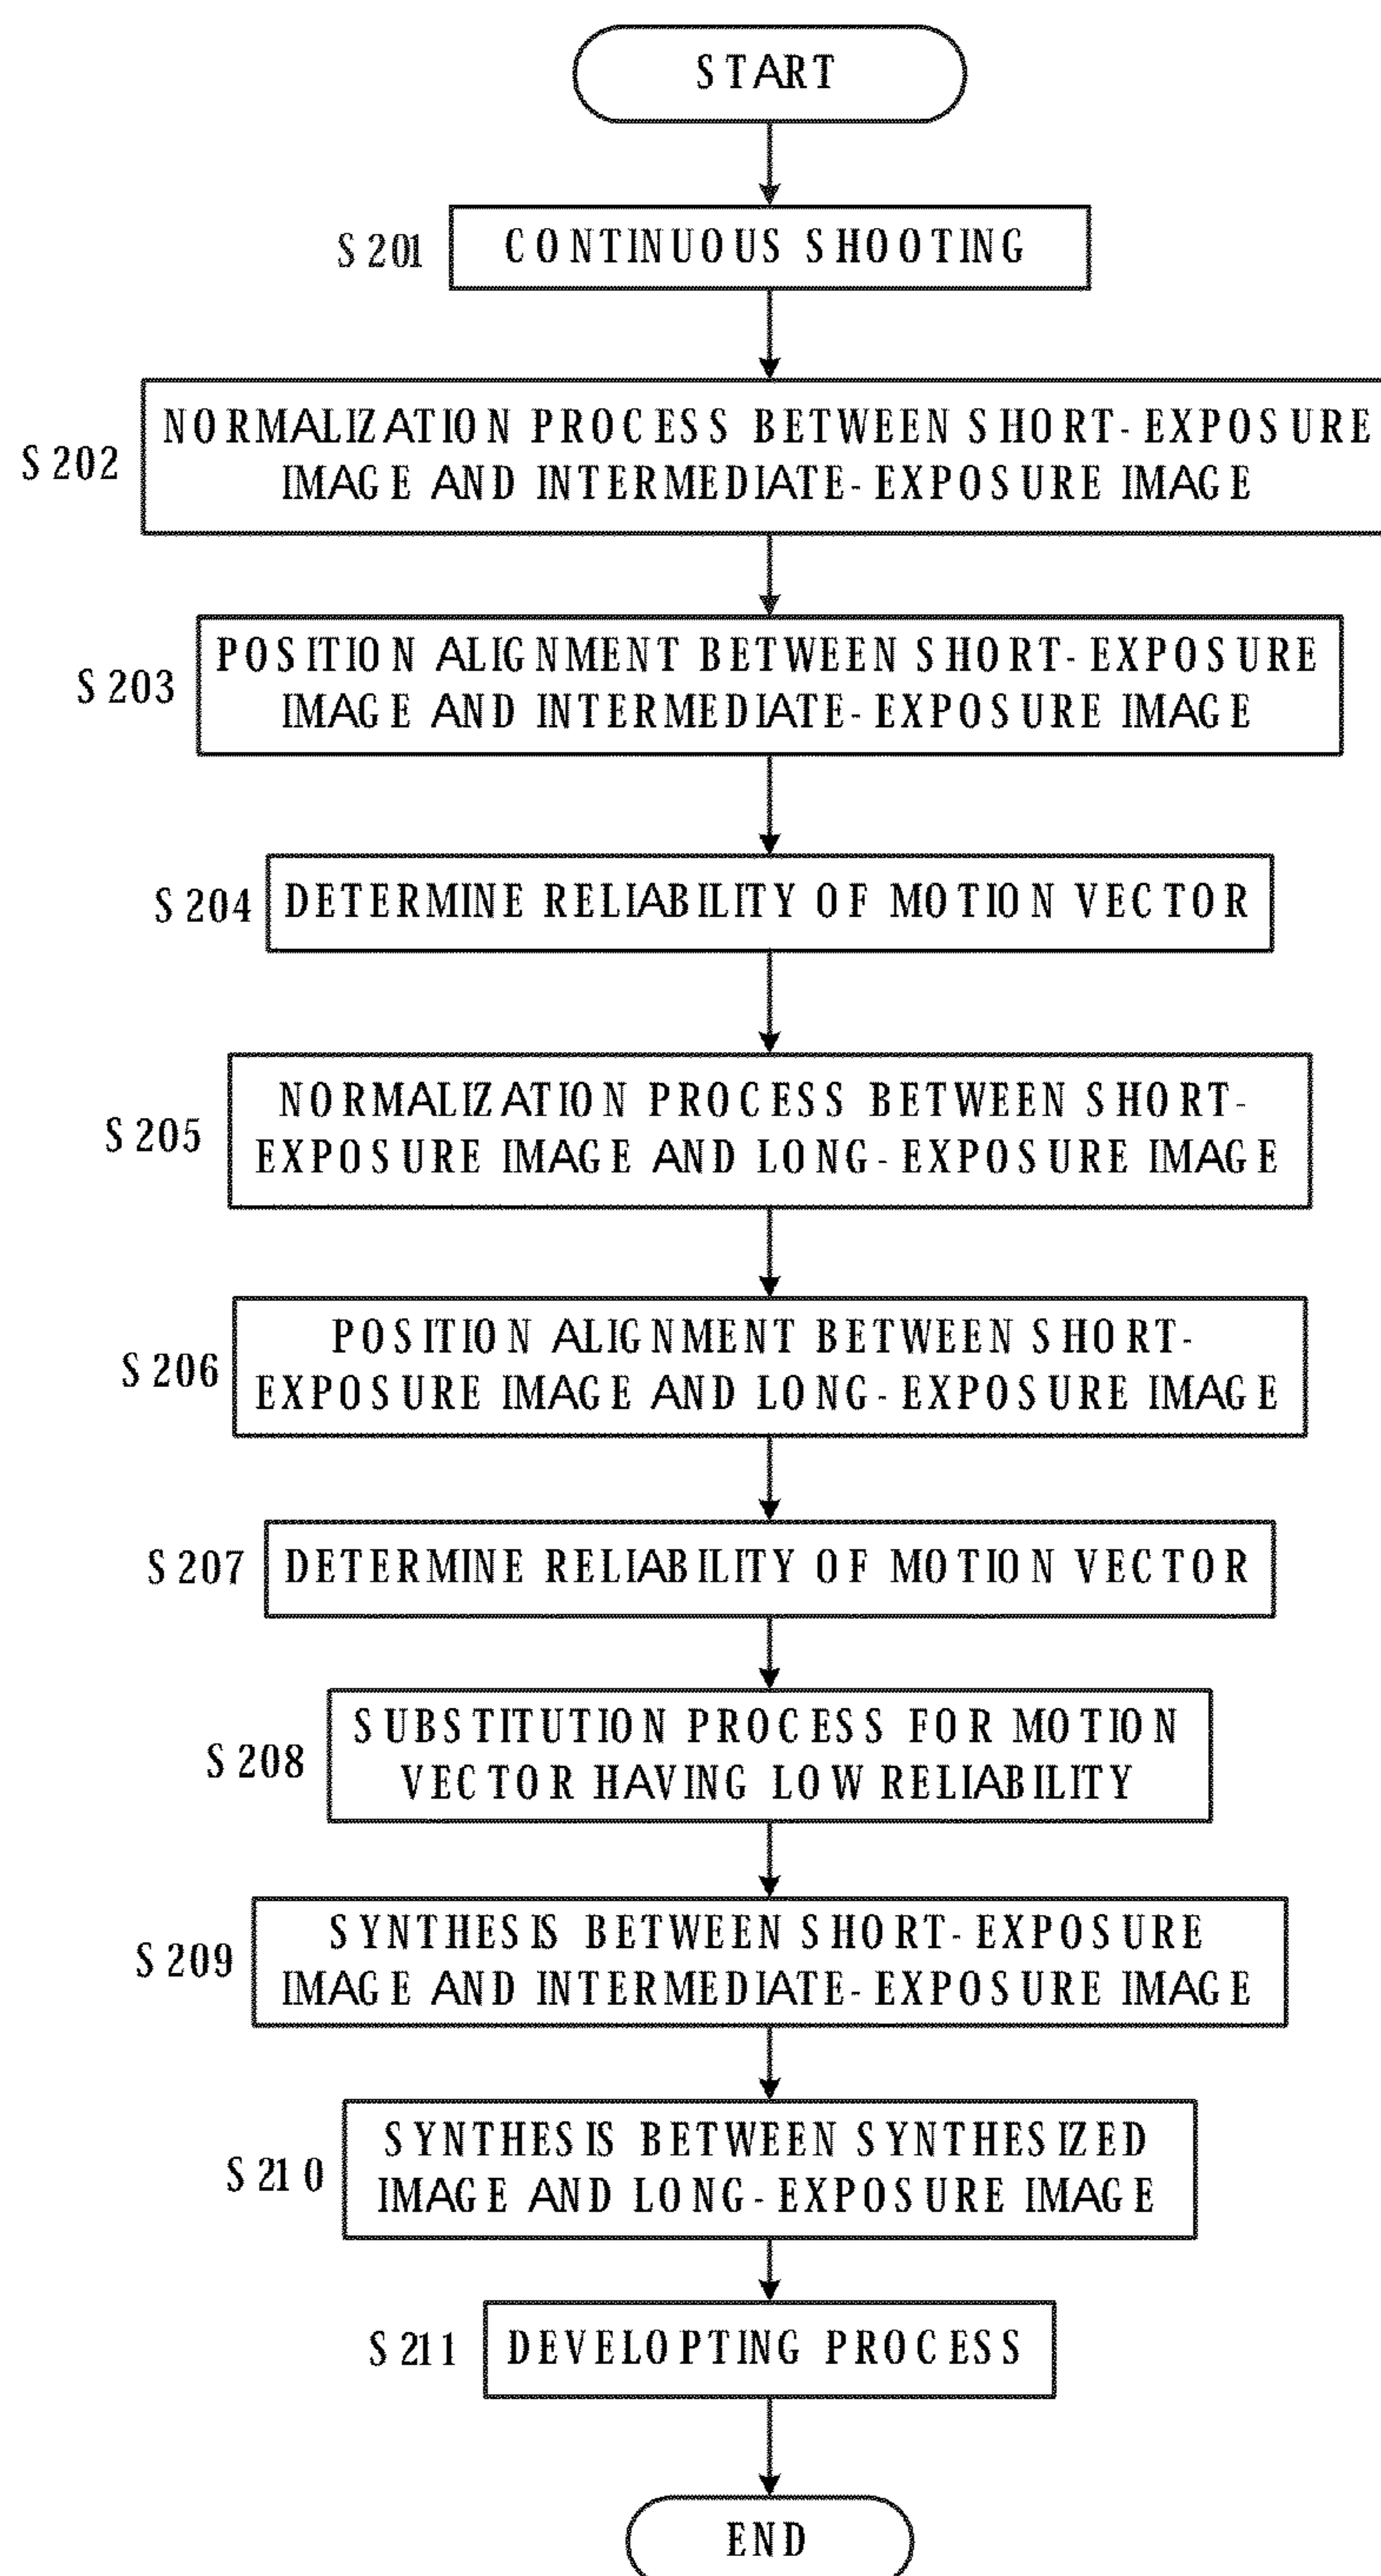 START
S201 CONTINUOUS SHOOTING
S202
NORMALIZATION PROCESS BETWEEN SHORT-EXPOSURE
IMAGE AND INTERMEDIATE-EXPOSURE IMAGE
S203
POSITION ALIGNMENT BETWEEN SHORT-EXPOSURE
IMAGE AND INTERMEDIATE-EXPOSURE IMAGE
S204 DETERMINE RELIABILITY OF MOTION VECTOR
S205
NORMALIZATION PROCESS BETWEEN SHORT-
EXPOSURE IMAGE AND LONG-EXPOSURE IMAGE
S206
POSITION ALIGNMENT BETWEEN SHORT-
EXPOSURE IMAGE AND LONG-EXPOSURE IMAGE
S207 DETERMINE RELIABILITY OF MOTION VECTOR
S208
SUBSTITUTION PROCESS FOR MOTION
VECTOR HAVING LOW RELIABILITY
S209
SYNTHESIS BETWEEN SHORT-EXPOSURE
IMAGE AND INTERMEDIATE-EXPOSURE IMAGE
S210
SYNTHESIS BETWEEN SYNTHESIZED
IMAGE AND LONG-EXPOSURE IMAGE
S211 DEVELOPTING PROCESS
END